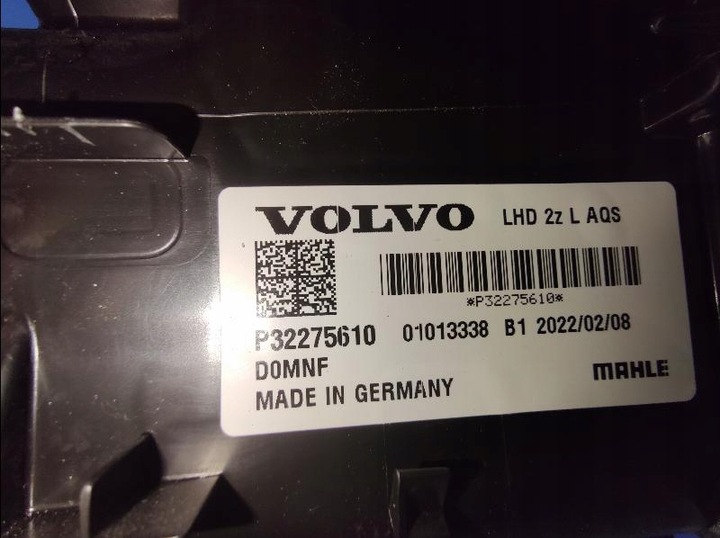 VOLVO LHD 2z L AQS
*P32275610*
P32275610 01013338 B1 2022/02/08
D0MNF
MADE IN GERMANY
MAHLE